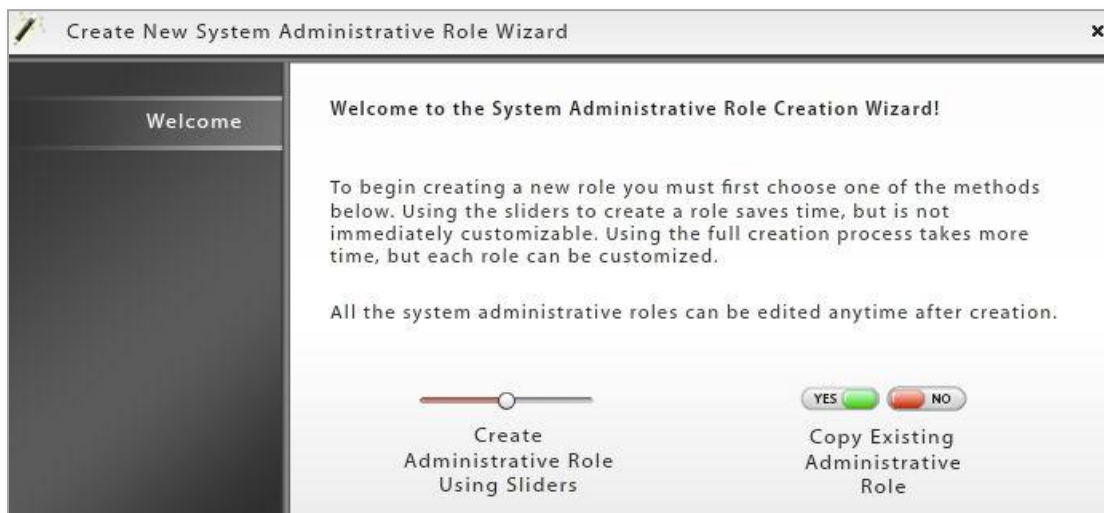 Create New System Administrative Role Wizard
x
Welcome
Welcome to the System Administrative Role Creation Wizard!
To begin creating a new role you must first choose one of the methods
below. Using the sliders to create a role saves time, but is not
immediately customizable. Using the full creation process takes more
time, but each role can be customized.
All the system administrative roles can be edited anytime after creation.
YES NO
Create
Administrative Role
Using Sliders
Copy Existing
Administrative
Role